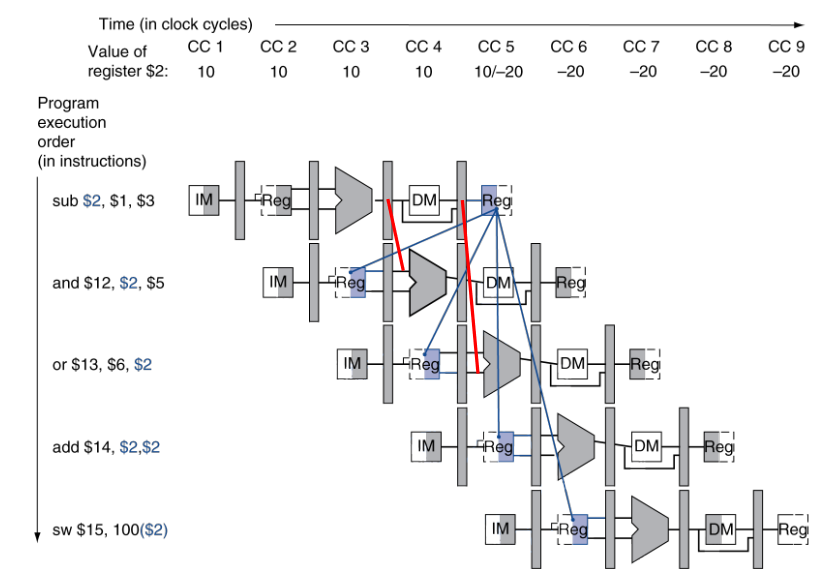 Time (in clock cycles)
Value of register $2:
CC 1 CC 2 CC 3 CC 4 CC 5 CC 6 CC 7 CC 8 CC 9
10 10 10 10 10/–20 –20 –20 –20 –20
Program
execution
order
(in instructions)
sub $2, $1, $3
IM Reg DM Reg
and $12, $2, $5
IM Reg DM Reg
or $13, $6, $2
IM Reg DM Reg
add $14, $2,$2
IM Reg DM Reg
sw $15, 100($2)
IM Reg DM Reg